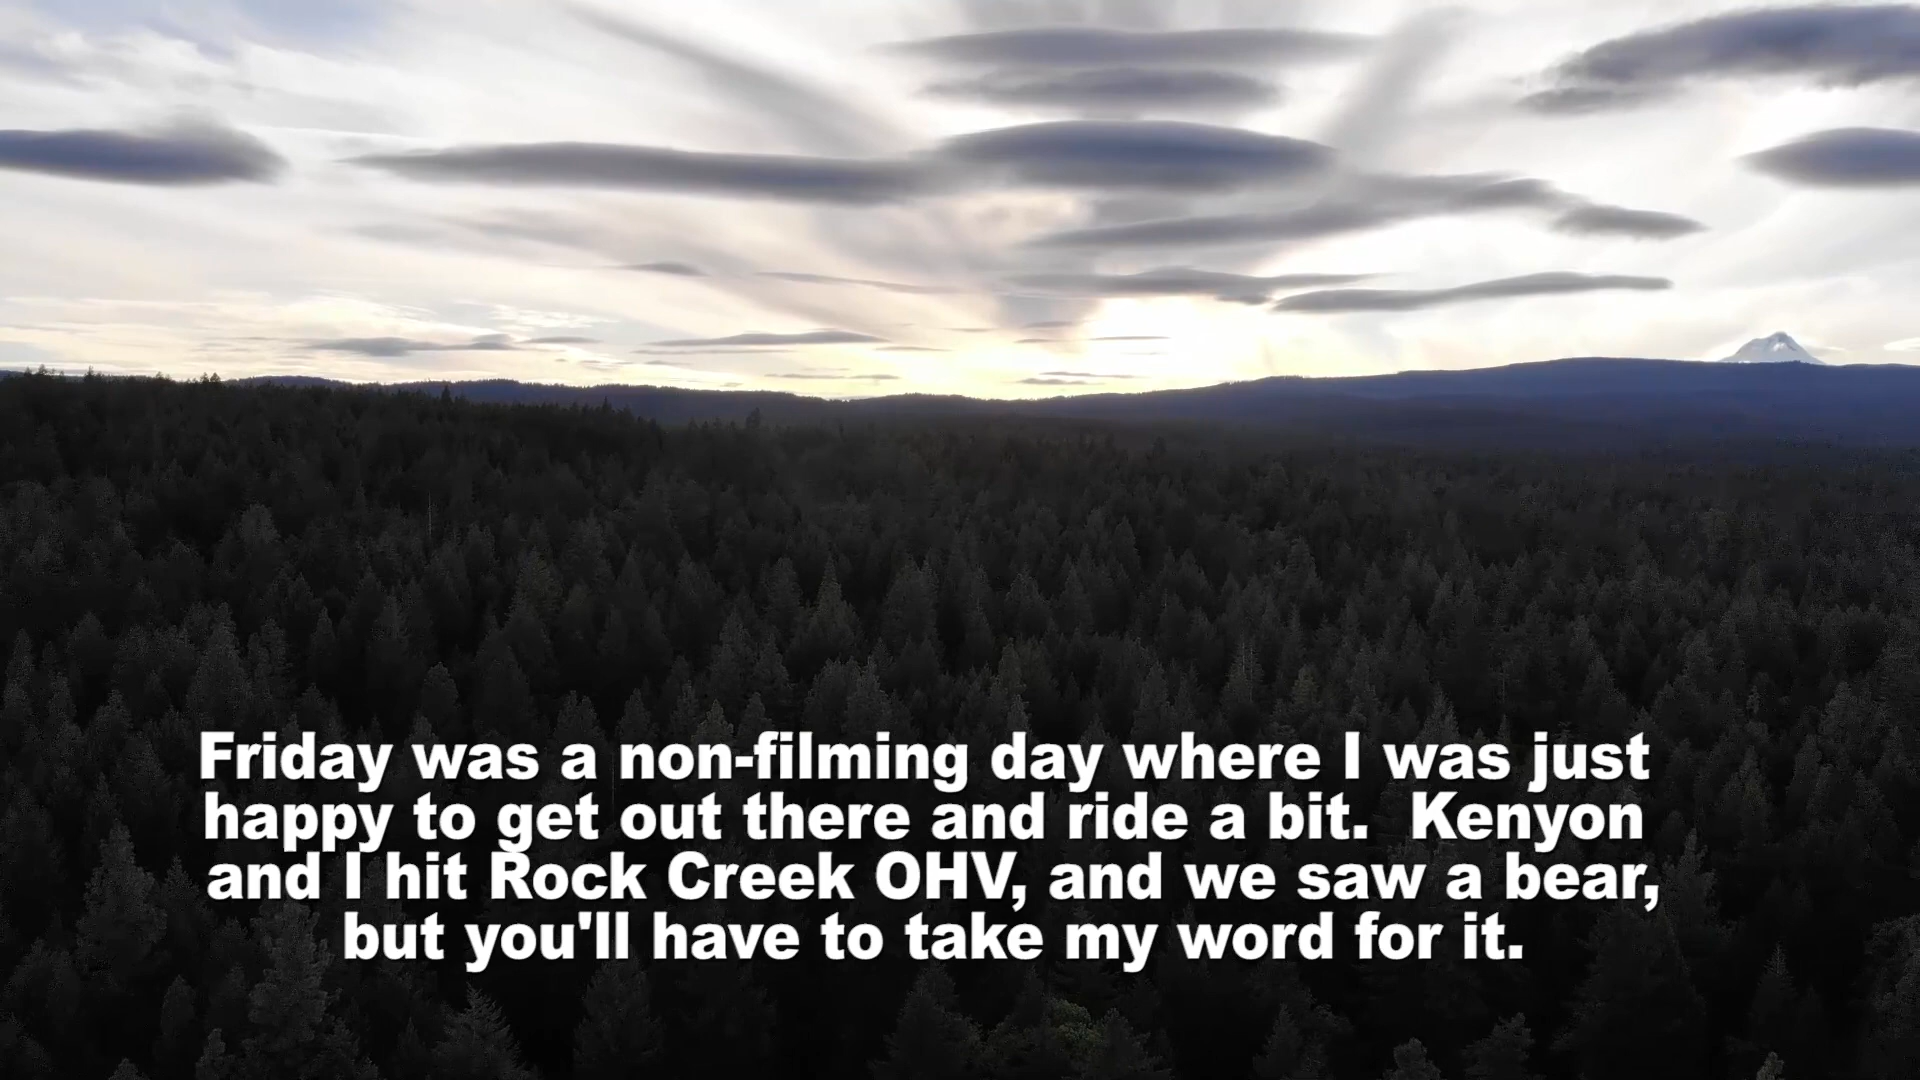 Friday was a non-filming day where I was just
happy to get out there and ride a bit.  Kenyon
and I hit Rock Creek OHV, and we saw a bear,
but you'll have to take my word for it.